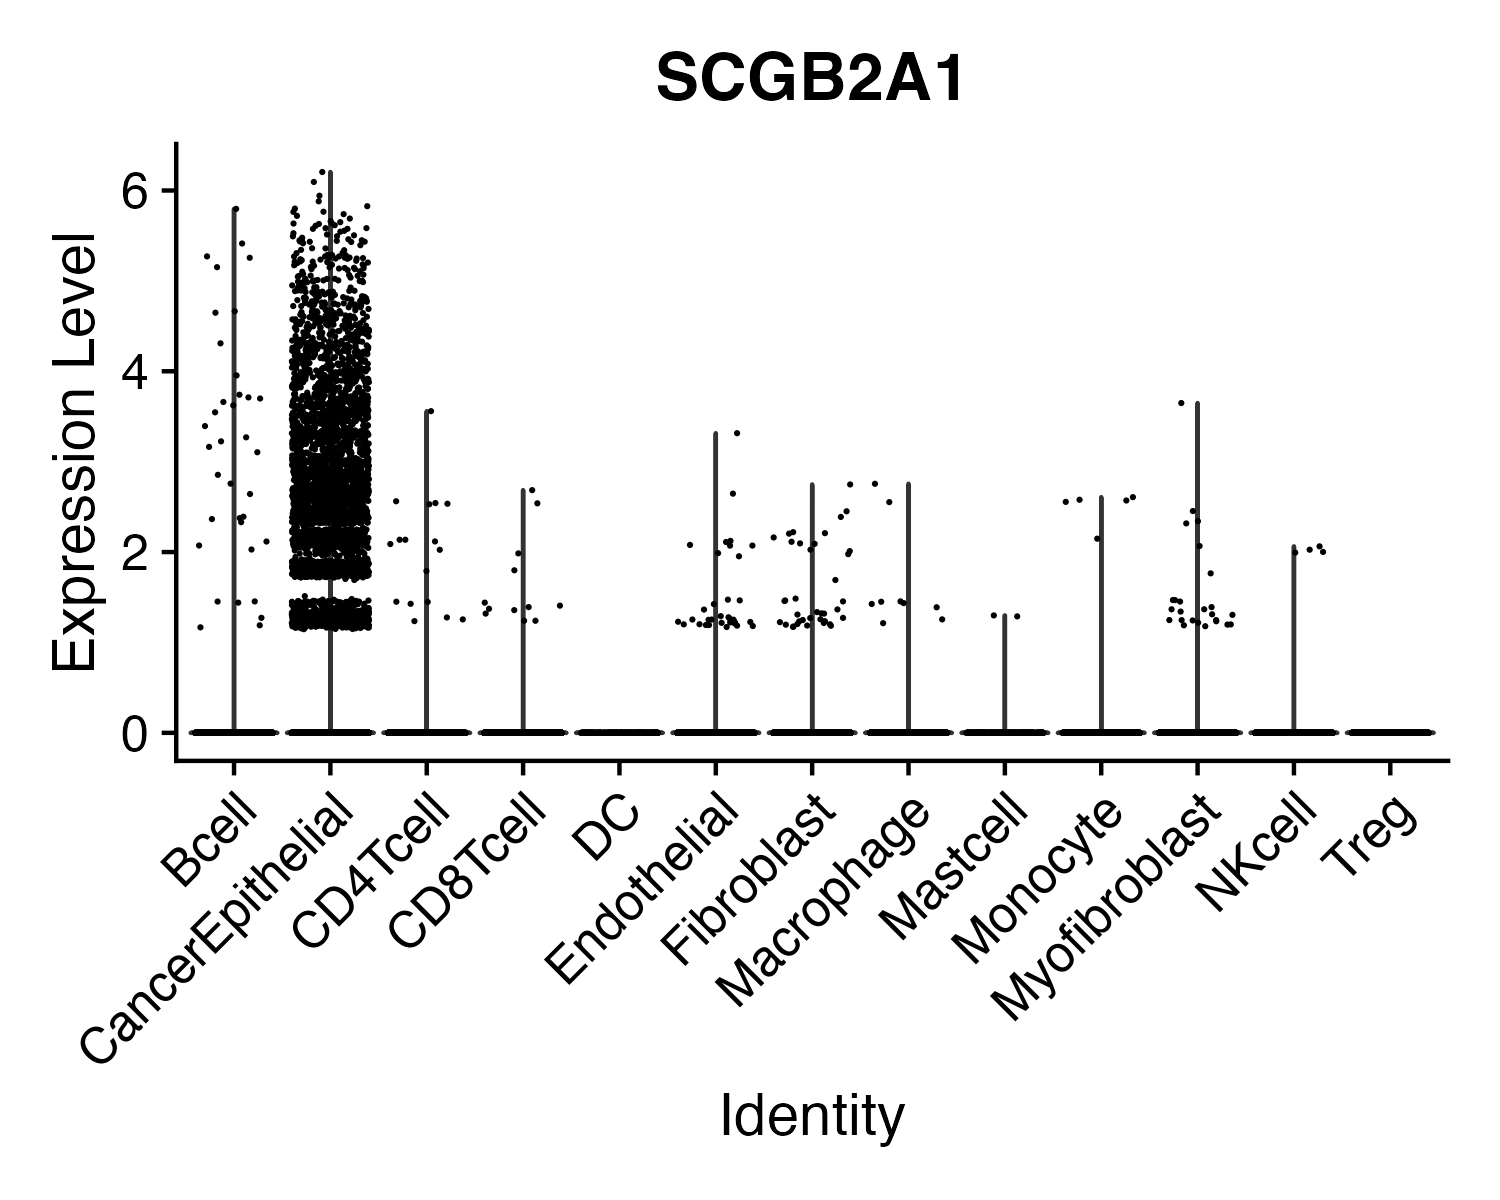 SCGB2A1
Expression Level
6
4
2
0
Bcell
CancerEpithelial
CD4Tcell
CD8Tcell
DC
Endothelial
Fibroblast
Macrophage
Mastcell
Monocyte
Myofibroblast
NKcell
Treg
Identity